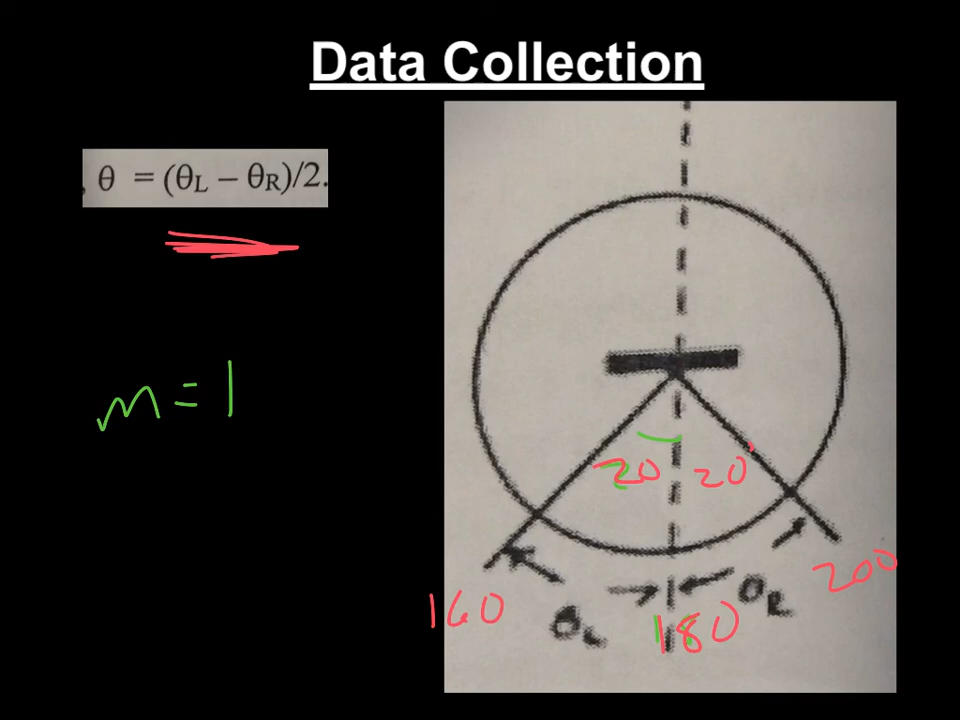 Data Collection
, θ = (θL – θR)/2.
m = 1
20 20
160 180 200
θL θR